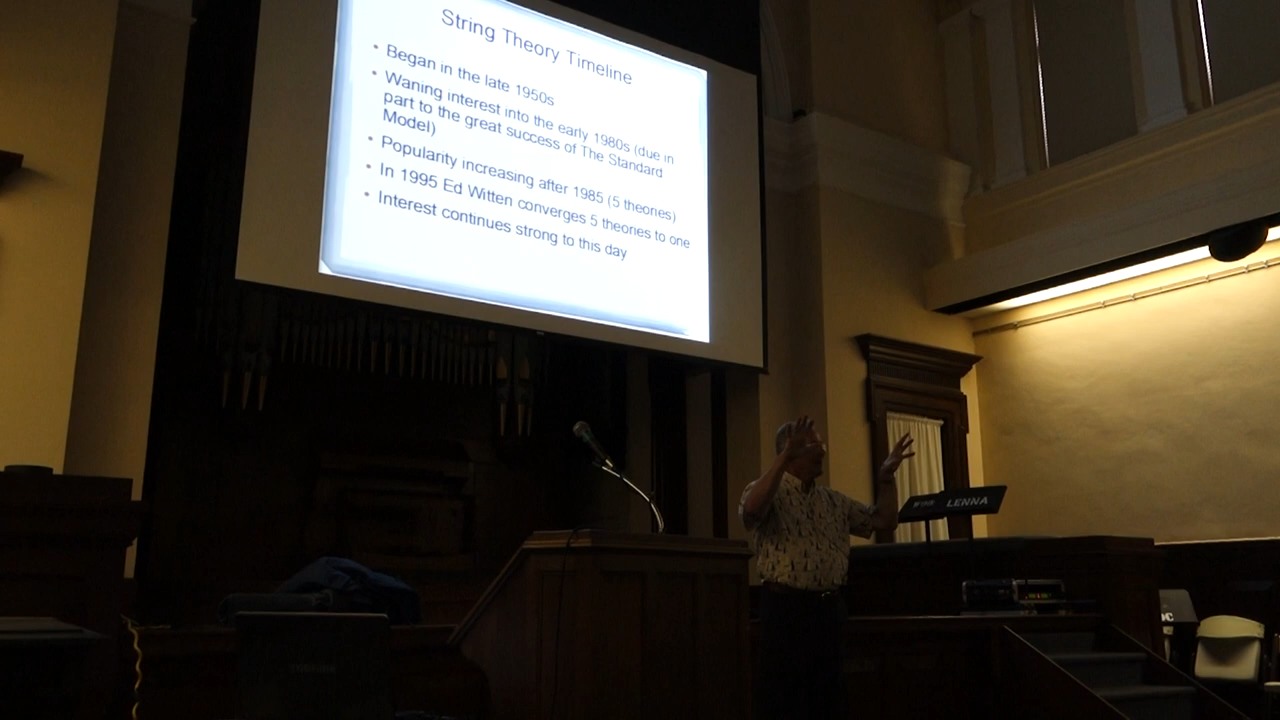 String Theory Timeline
• Began in the late 1950s
• Waning interest into the early 1980s (due in
part to the great success of The Standard
Model)
• Popularity increasing after 1985 (5 theories)
• In 1995 Ed Witten converges 5 theories to one
• Interest continues strong to this day
LENNA